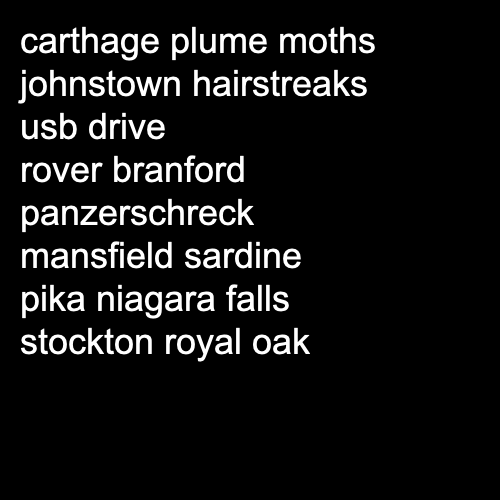 carthage plume moths
johnstown hairstreaks
usb drive
rover branford
panzerschreck
mansfield sardine
pika niagara falls
stockton royal oak